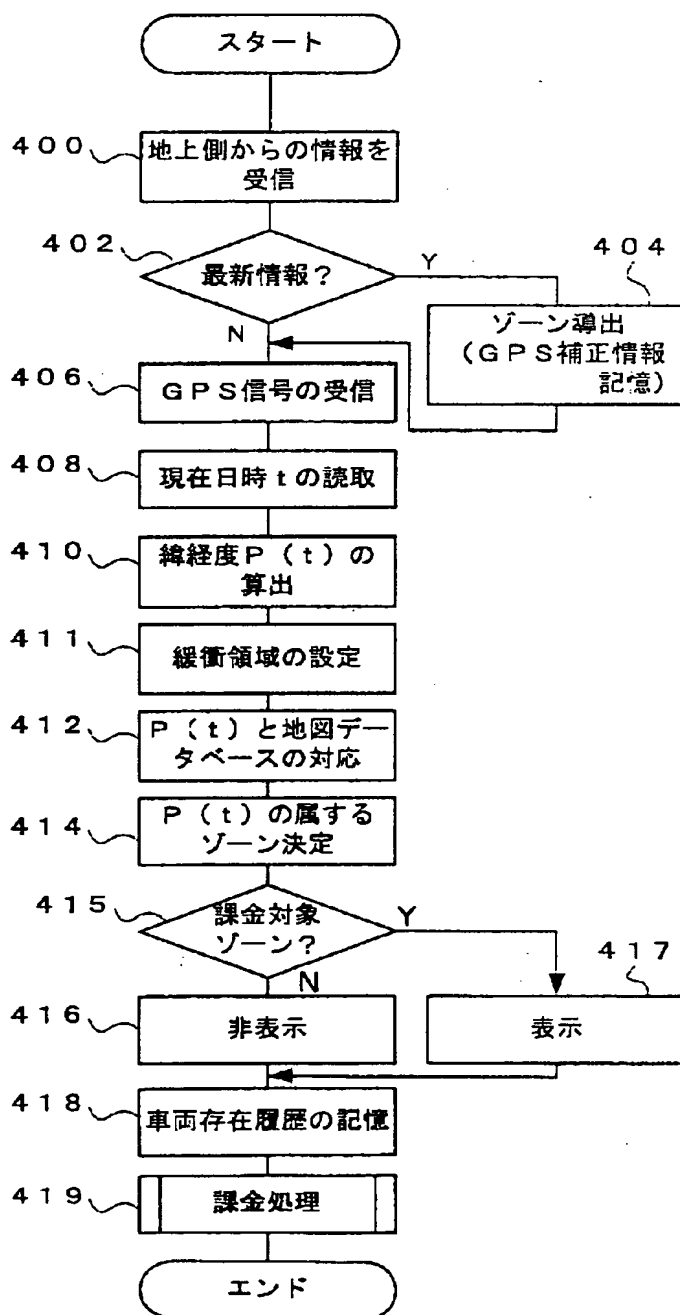 スタート
400
地上側からの情報を
受信
402
最新情報?
Y
N
404
ゾーン導出
(GPS補正情報
記憶)
406
GPS信号の受信
408
現在日時tの読取
410
緯経度P(t)の
算出
411
緩衝領域の設定
412
P(t)と地図デー
タベースの対応
414
P(t)の属する
ゾーン決定
415
課金対象
ゾーン?
Y
N
416
非表示
417
表示
418
車両存在履歴の記憶
419
課金処理
エンド